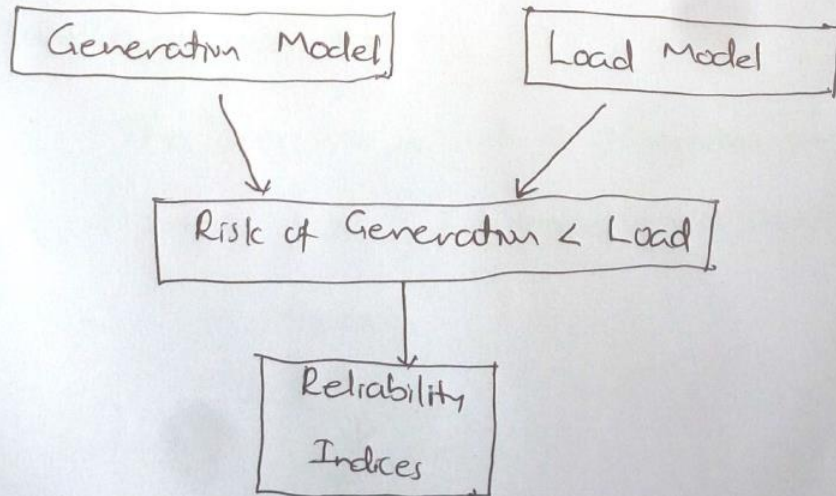 Generation Model
Load Model
Risk of Generation < Load
Reliability
Indices